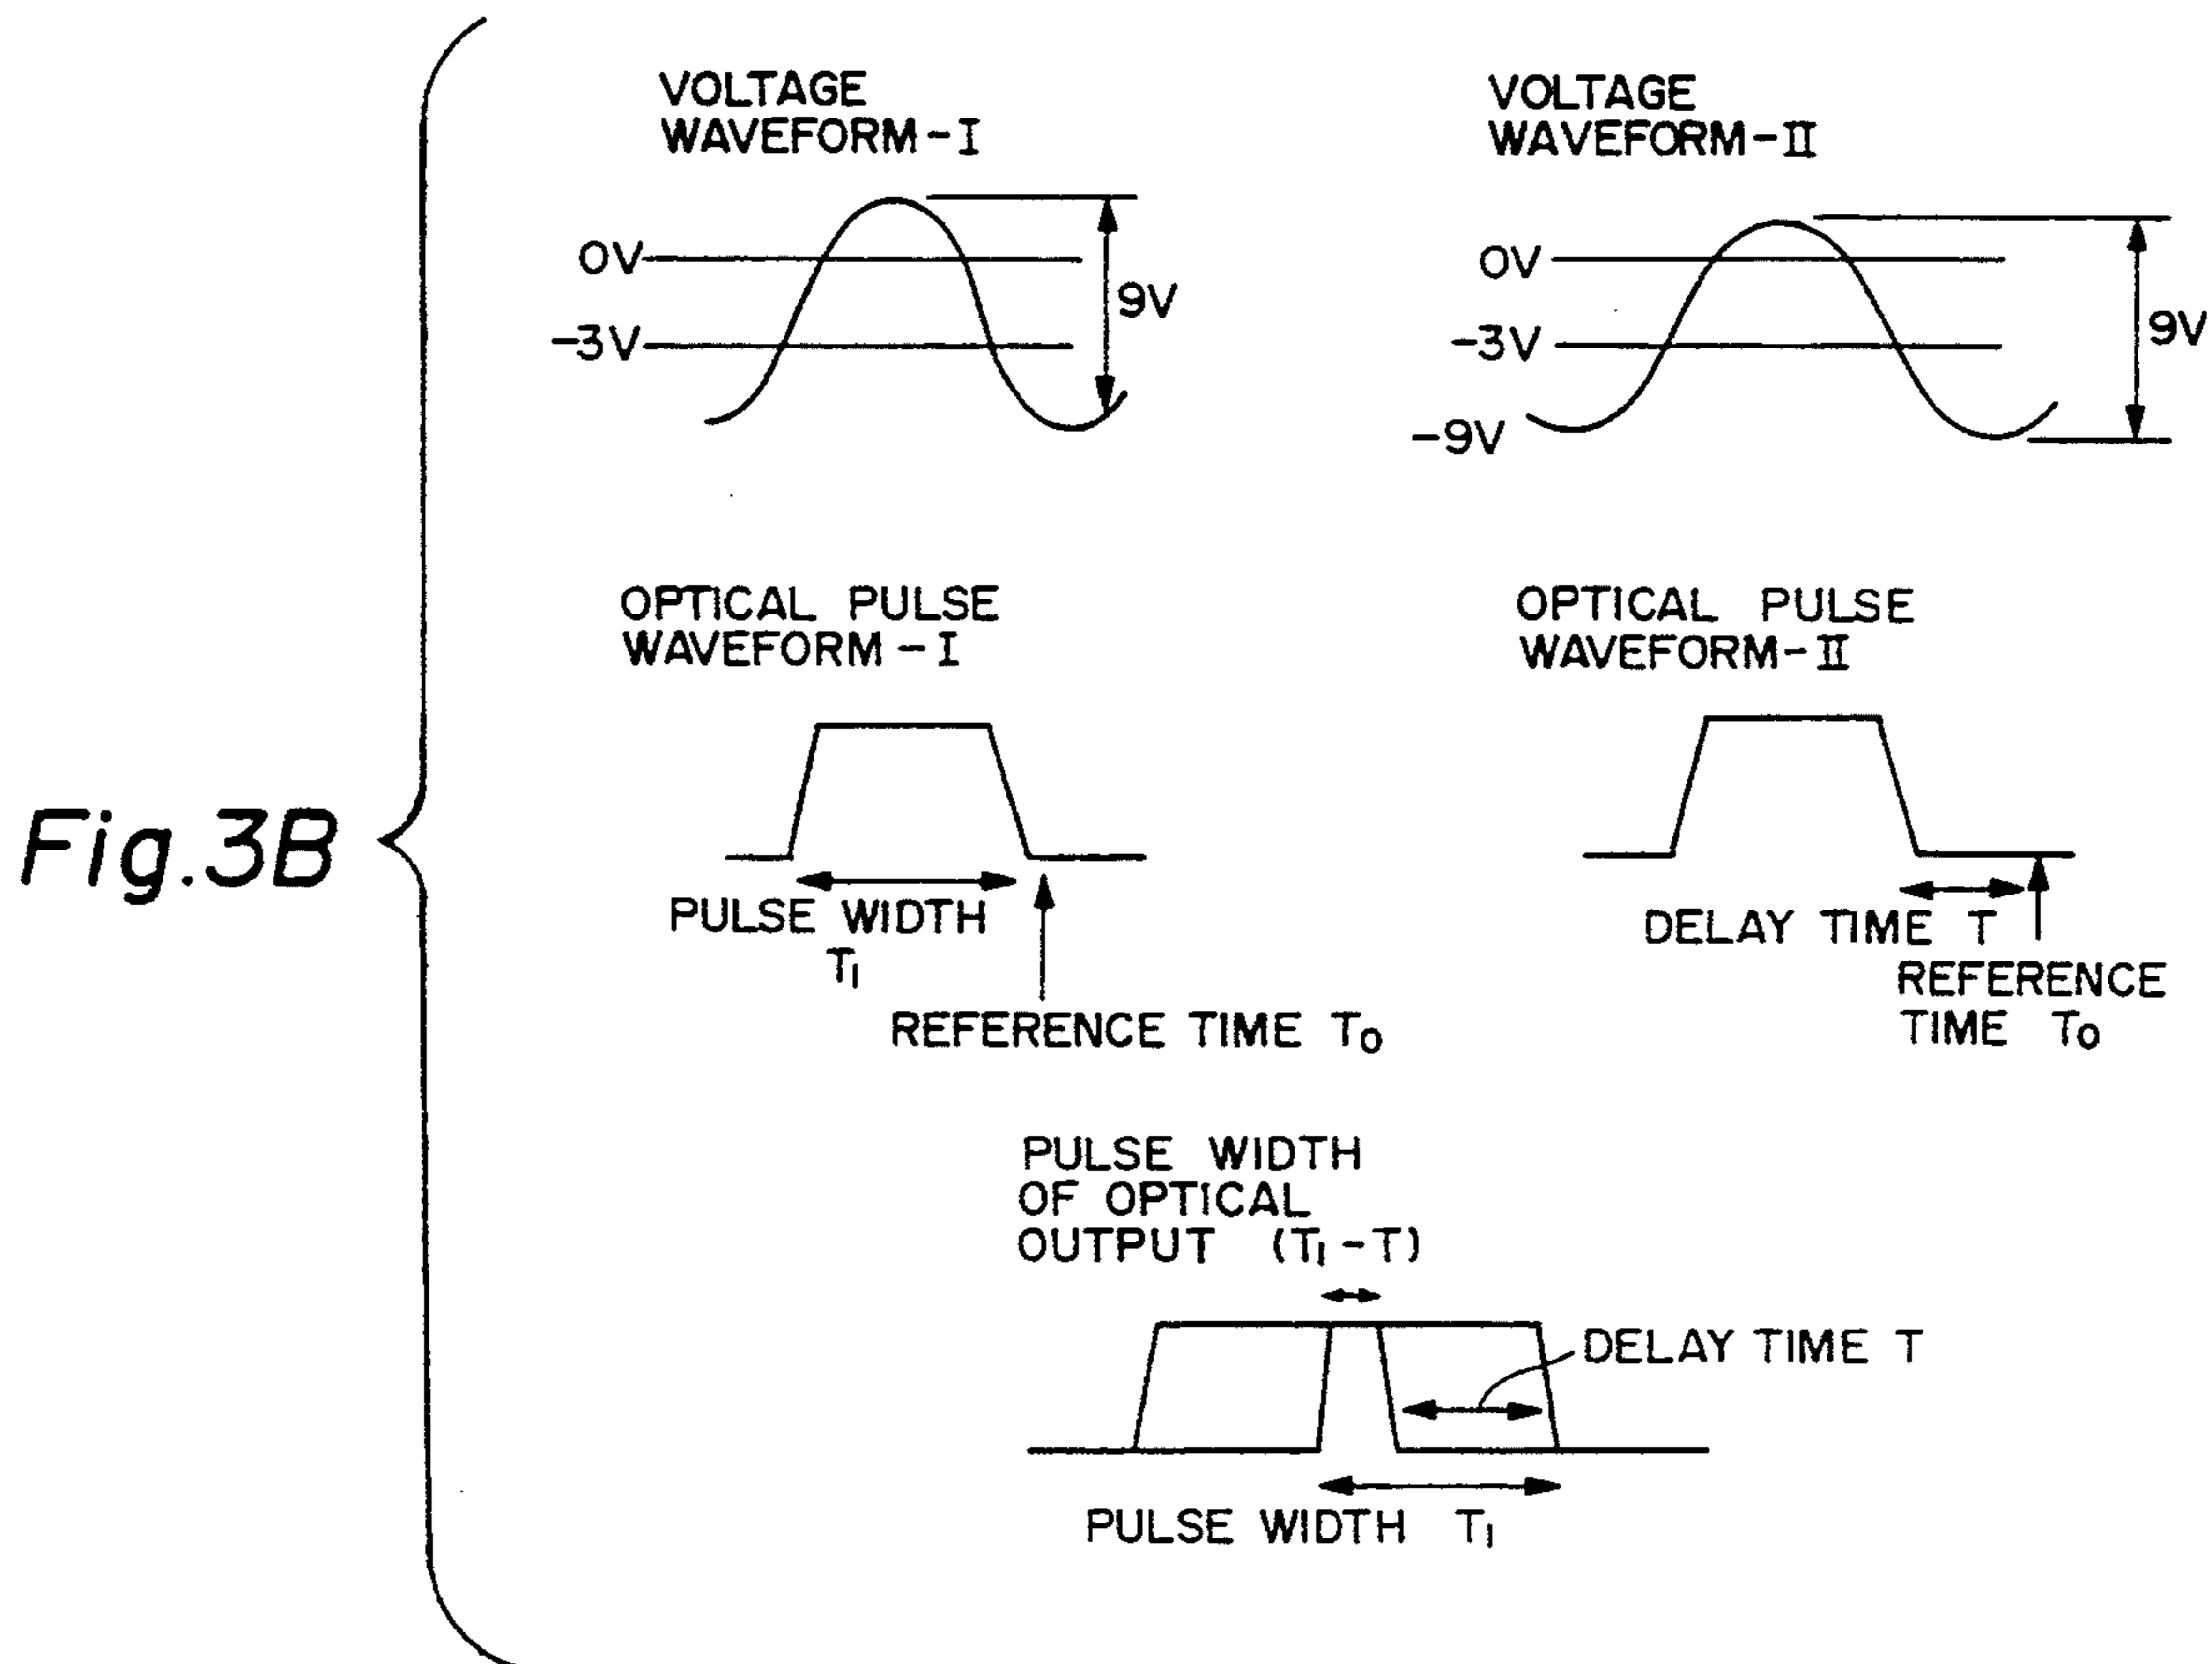 Fig.3B
VOLTAGE
WAVEFORM-I
0V
-3V
9V
VOLTAGE
WAVEFORM-II
0V
-3V
-9V
9V
OPTICAL PULSE
WAVEFORM-I
PULSE WIDTH
T1
REFERENCE TIME T0
OPTICAL PULSE
WAVEFORM-II
DELAY TIME T
REFERENCE
TIME T0
PULSE WIDTH
OF OPTICAL
OUTPUT (T1-T)
DELAY TIME T
PULSE WIDTH T1